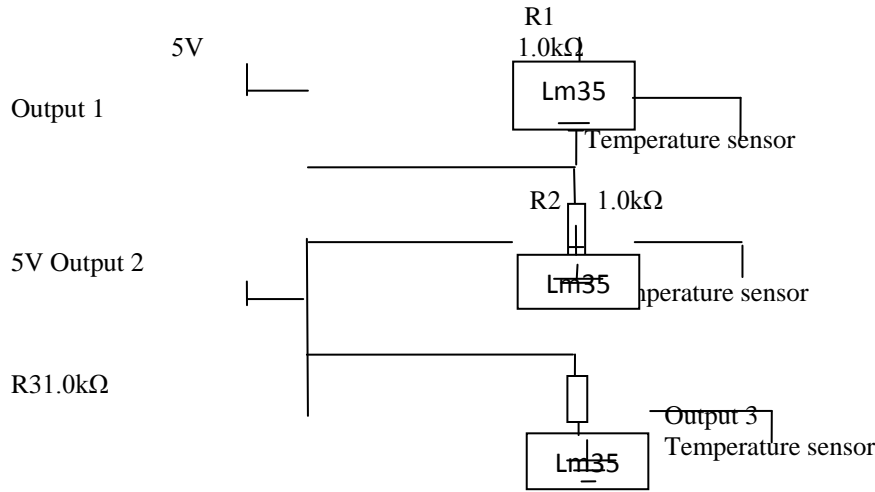 R1
5V
1.0kΩ
Lm35
Output 1
Temperature sensor
R2 1.0kΩ
5V Output 2
Lm35
sensor
R31.0kΩ
Output 3
Temperature sensor
Lm35